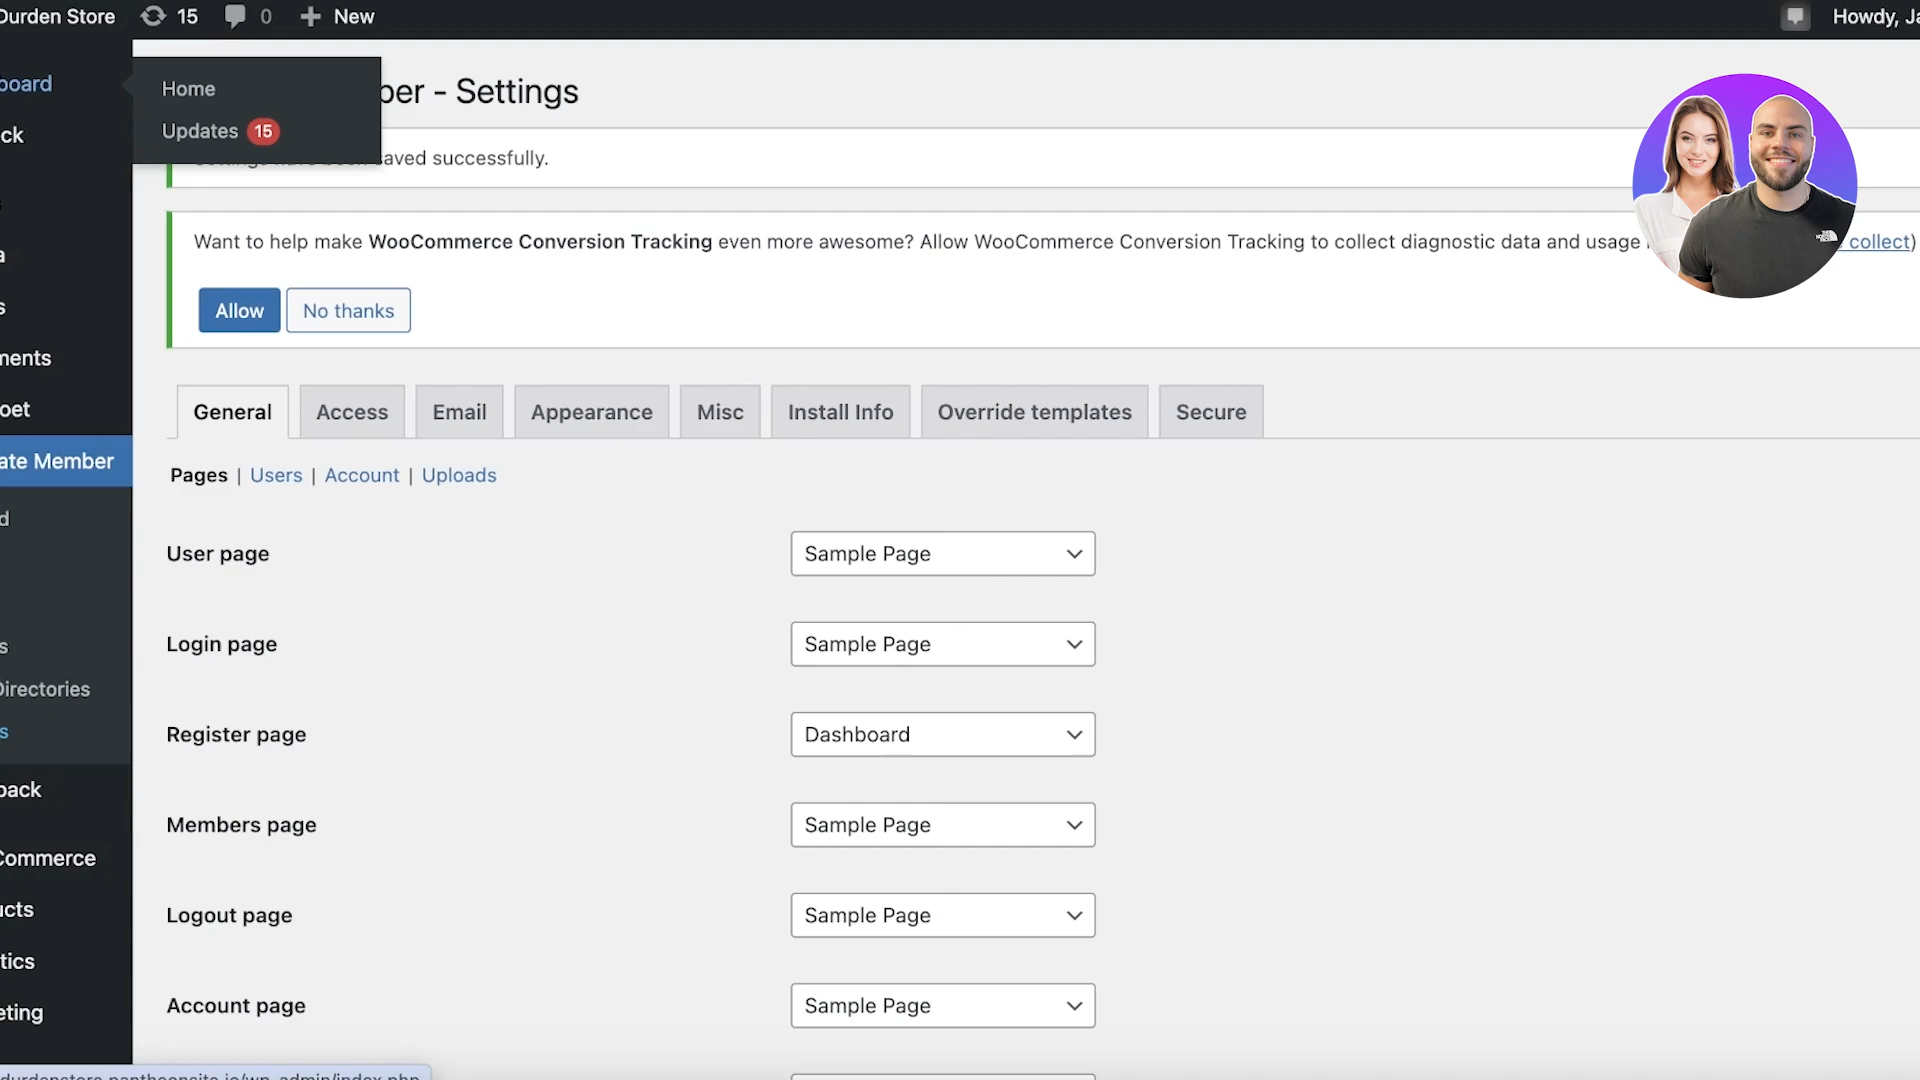 Durden Store 15 0 New Howdy, Ja
board
Home
Updates 15
ber - Settings
ck
saved successfully.
Want to help make WooCommerce Conversion Tracking even more awesome? Allow WooCommerce Conversion Tracking to collect diagnostic data and usage collect)
a
s
Allow No thanks
ments
oet
General Access Email Appearance Misc Install Info Override templates Secure
ate Member
Pages | Users | Account | Uploads
d
User page Sample Page
s
Login page Sample Page
Directories
s
Register page Dashboard
back
Members page Sample Page
Commerce
ucts
Logout page Sample Page
tics
eting
Account page Sample Page
durdenstore.pantheonsite.io/wp-admin/index.php